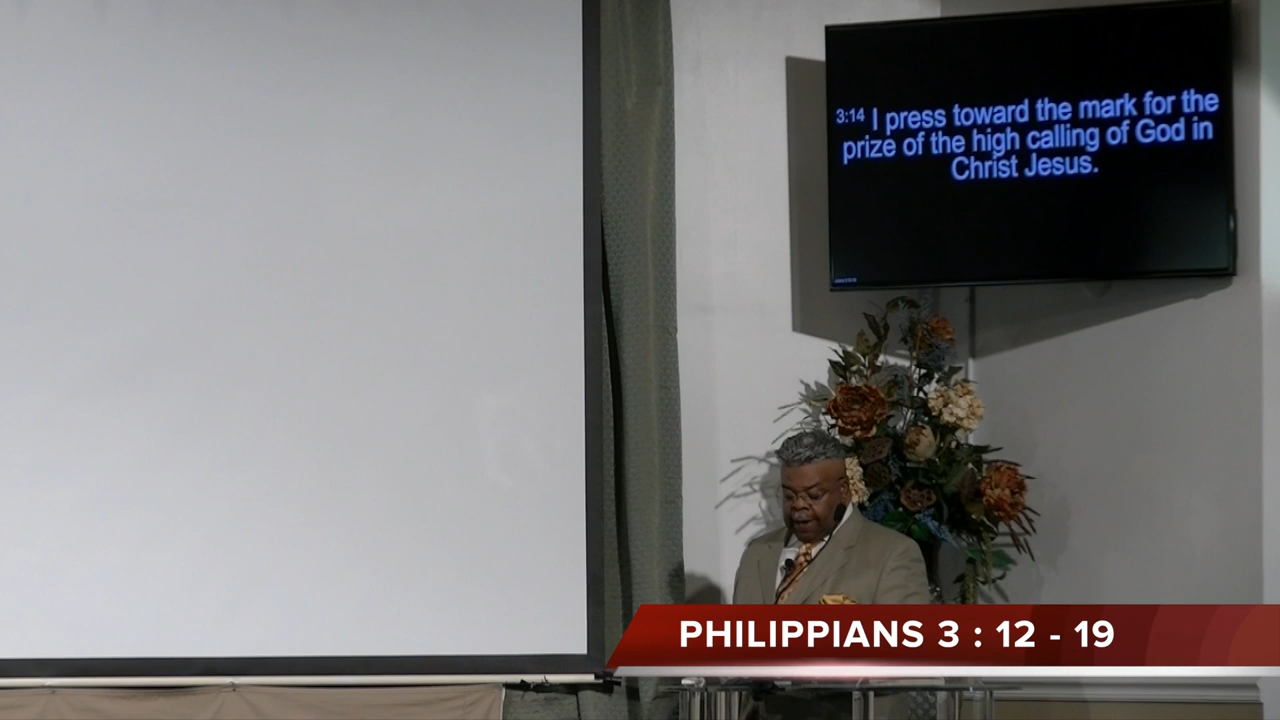 3:14 I press toward the mark for the
prize of the high calling of God in
Christ Jesus.
PHILIPPIANS 3 : 12 - 19